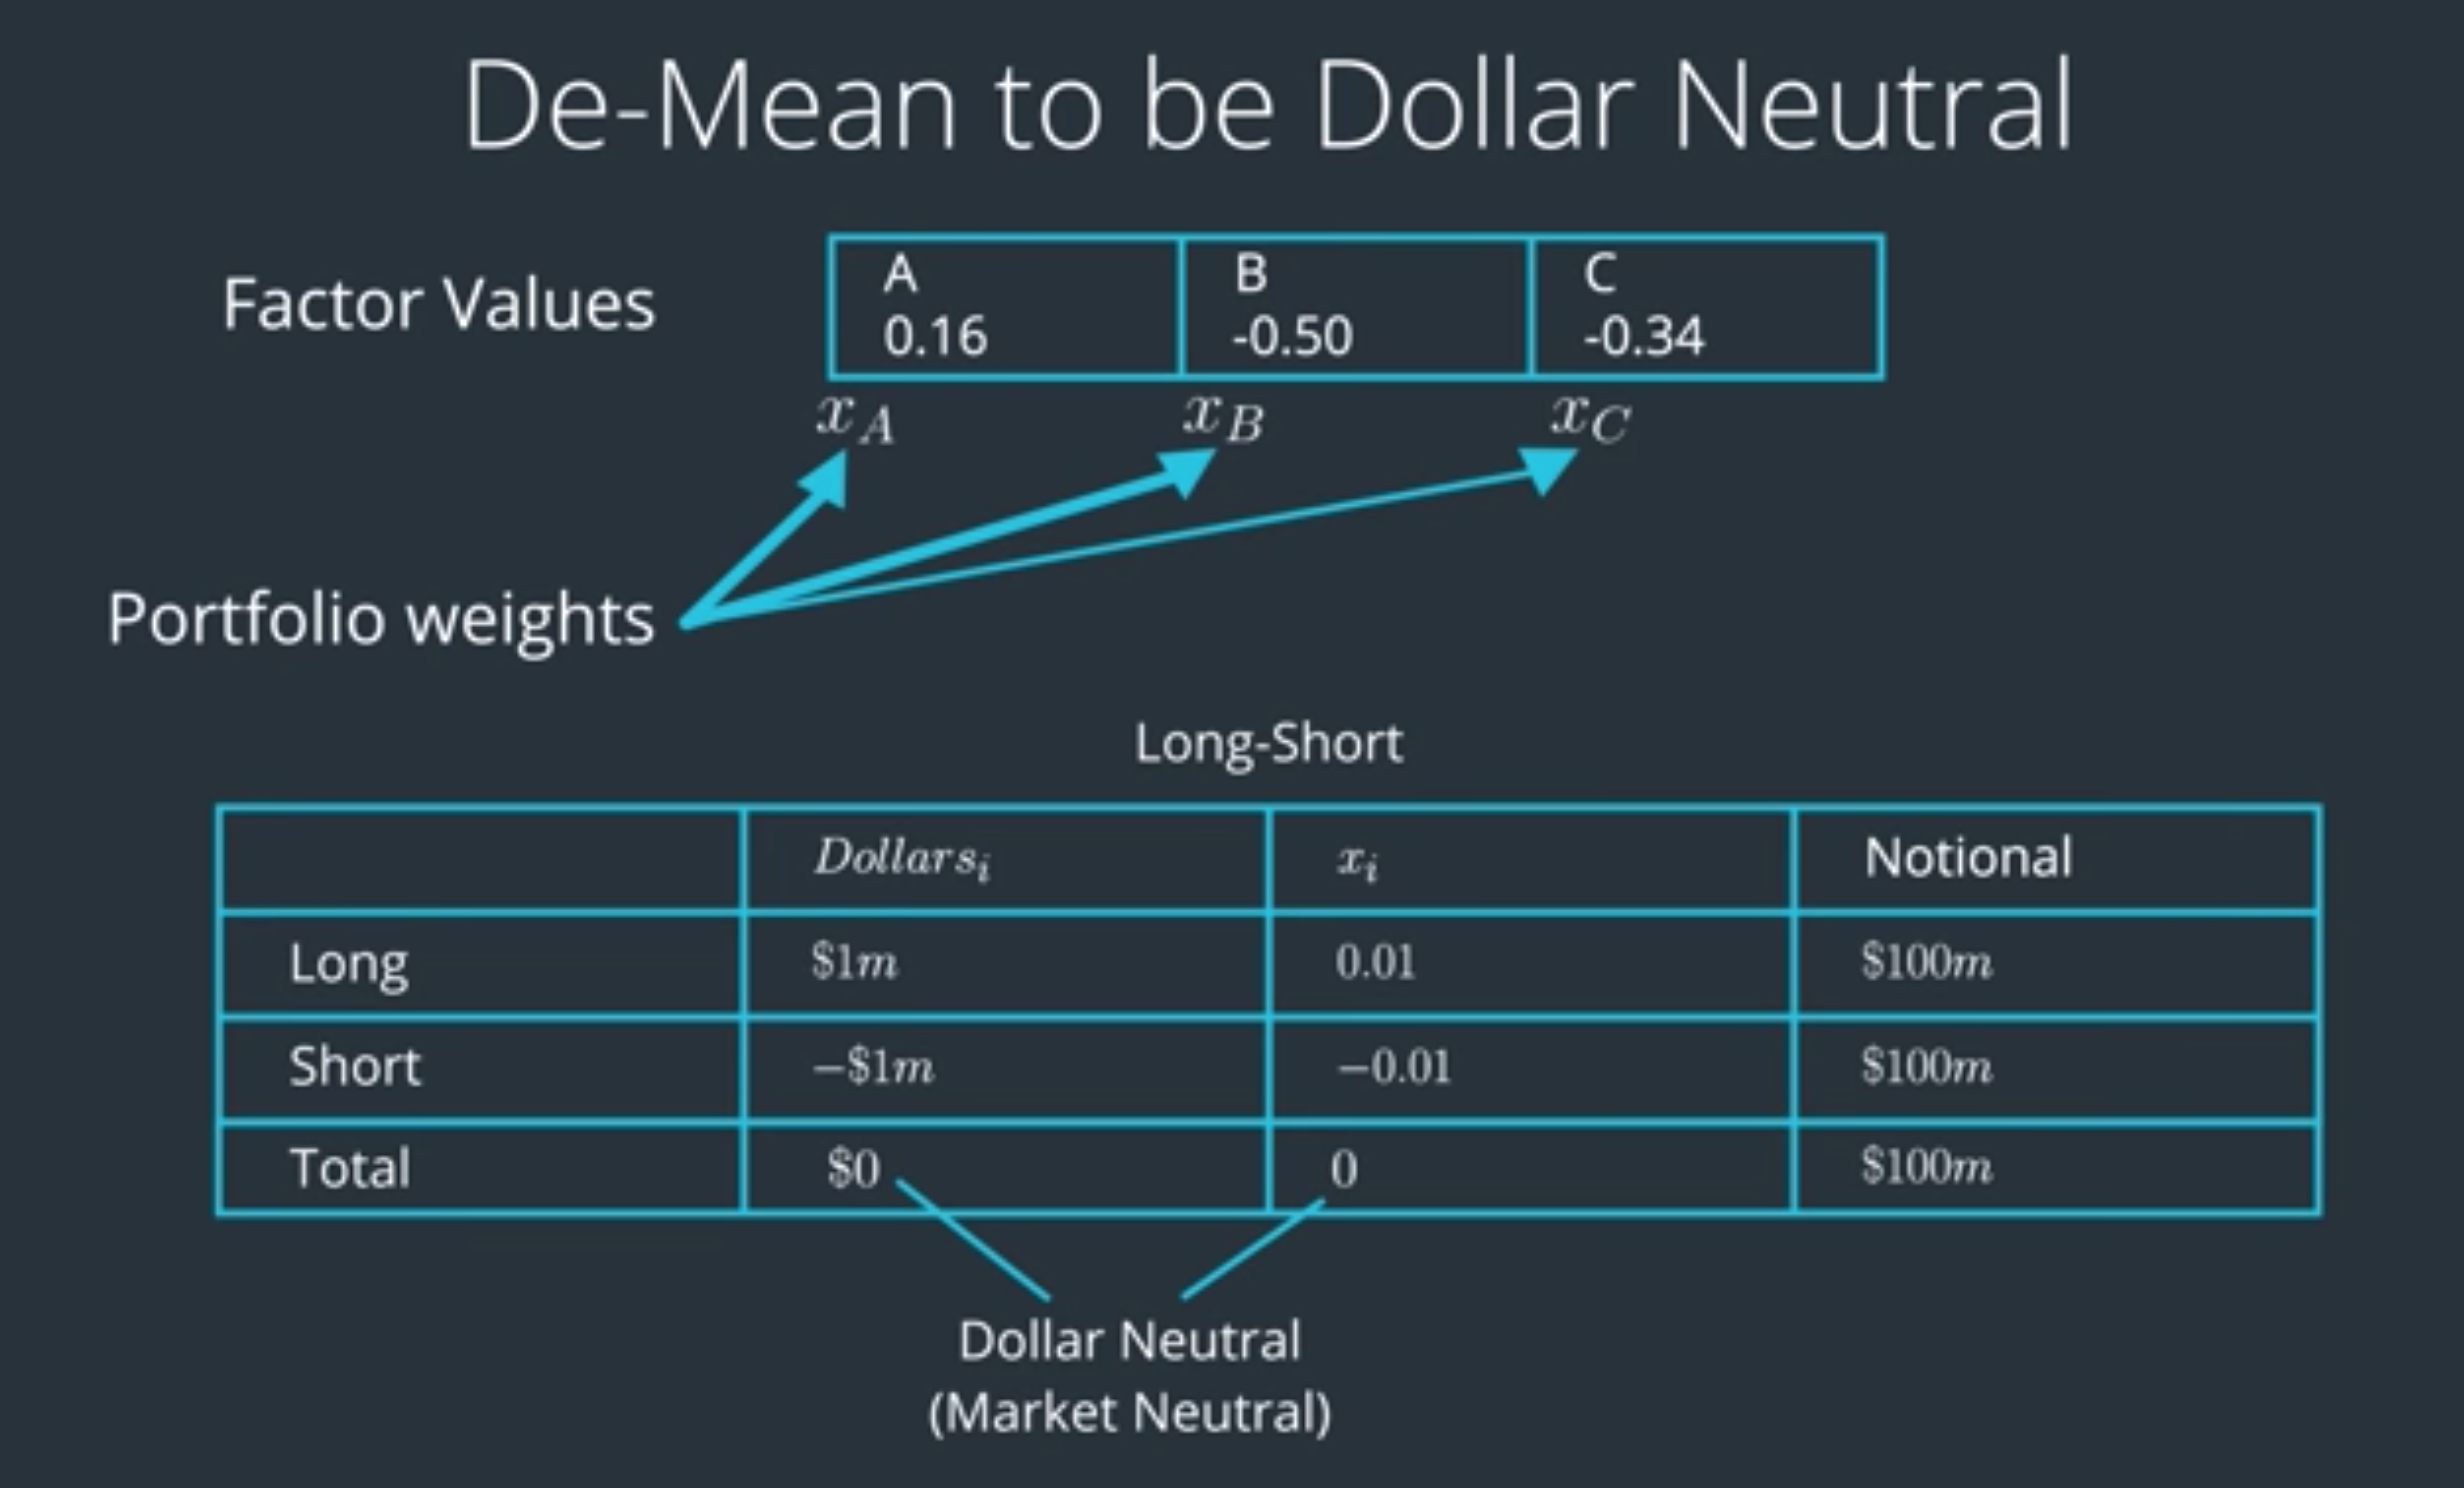 De-Mean to be Dollar Neutral
Factor Values
A B C
0.16 -0.50 -0.34
x_A x_B x_C
Portfolio weights
Long-Short
Dollars_i x_i Notional
Long $1m 0.01 $100m
Short −$1m −0.01 $100m
Total $0 0 $100m
Dollar Neutral
(Market Neutral)